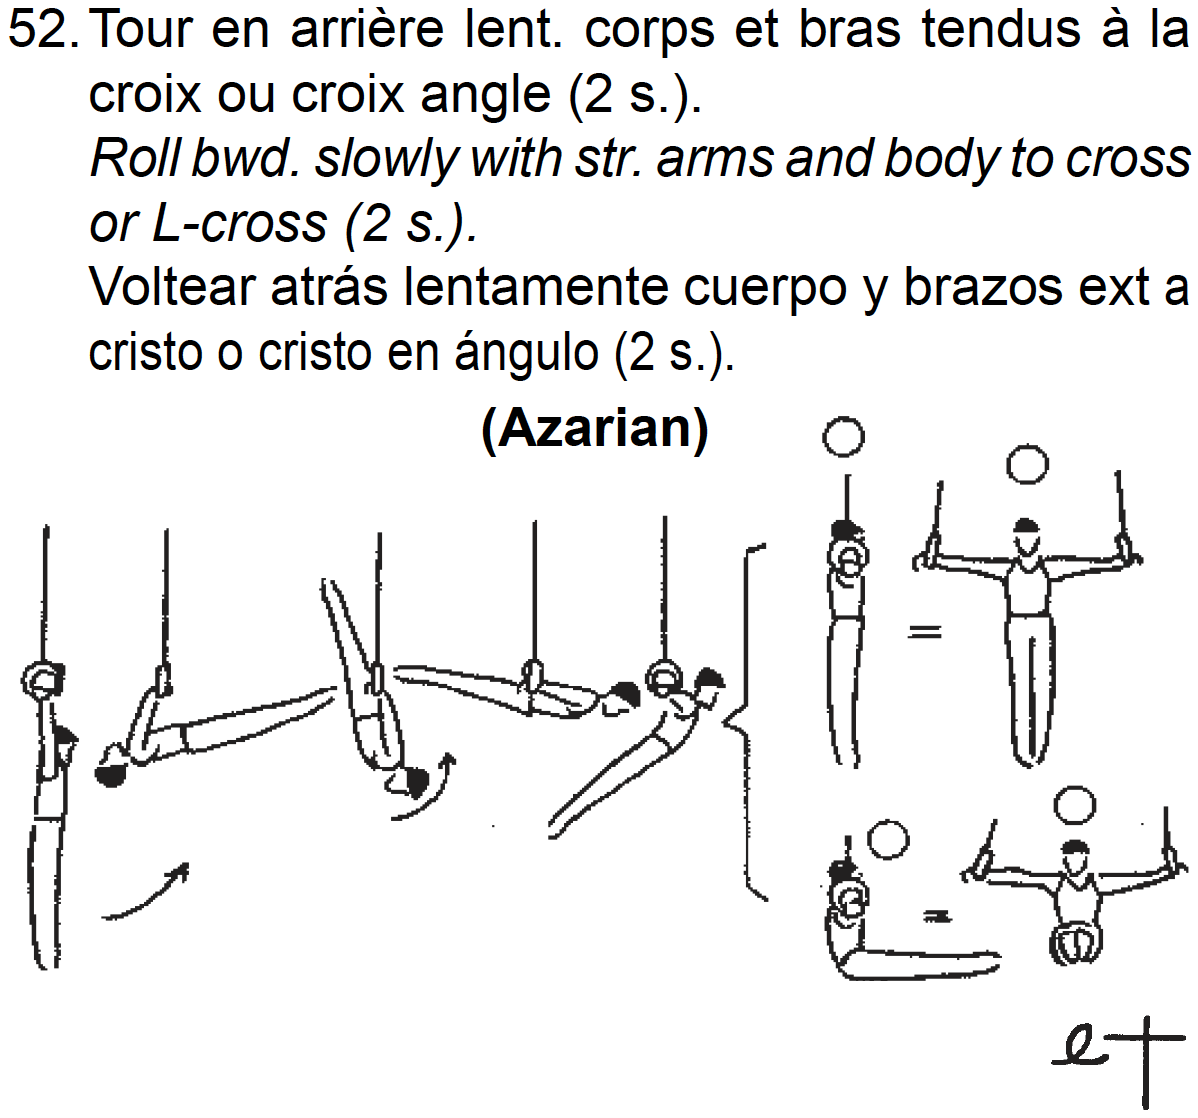 52. Tour en arrière lent. corps et bras tendus à la
croix ou croix angle (2 s.).
Roll bwd. slowly with str. arms and body to cross
or L-cross (2 s.).
Voltear atrás lentamente cuerpo y brazos ext a
cristo o cristo en ángulo (2 s.).
(Azarian)
=
=